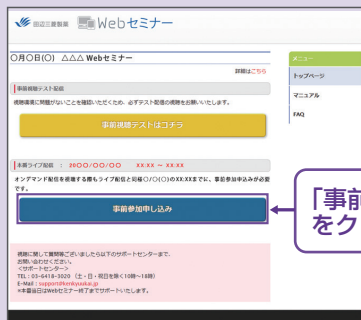 田辺三菱製薬 Webセミナー
○月○日(○) △△△ Webセミナー
詳細はこちら
事前視聴テスト配信
視聴環境に問題がないことを確認いただくため、必ずテスト配信の視聴をお願いいたします。
事前視聴テストはコチラ
本番ライブ配信 : 20○○/○○/○○ XX:XX ~ XX:XX
オンデマンド配信を視聴する際もライブ配信と同様○/○(○)のXX:XXまでに、事前参加申込みが必要
です。
事前参加申し込み
視聴に関して質問等ございましたら以下のサポートセンターまで、
お問い合わせください。
<サポートセンター>
TEL:03-6418-5020 (土・日・祝日を除く10時~18時)
E-Mail:support@kenkyuukai.jp
※本番当日はWebセミナー終了までサポートいたします。
メニュー
トップページ
マニュアル
FAQ
「事前
をク